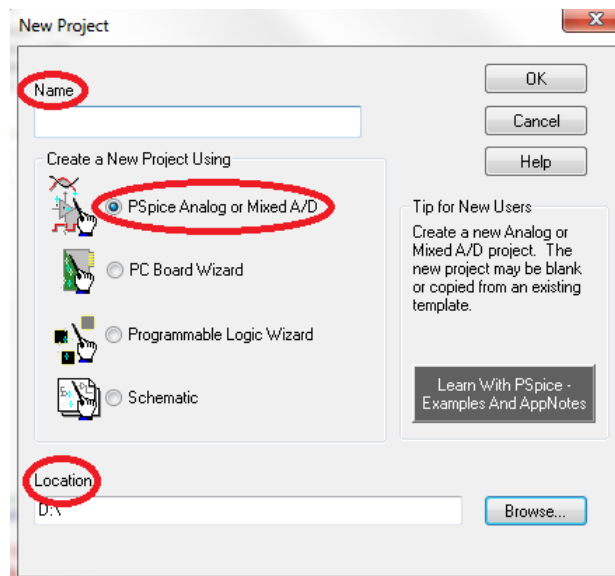 New Project
Name
OK
Cancel
Help
Create a New Project Using
PSpice Analog or Mixed A/D
PC Board Wizard
Programmable Logic Wizard
Schematic
Tip for New Users
Create a new Analog or
Mixed A/D project. The
new project may be blank
or copied from an existing
template.
Learn With PSpice -
Examples And AppNotes
Location
D:\
Browse...